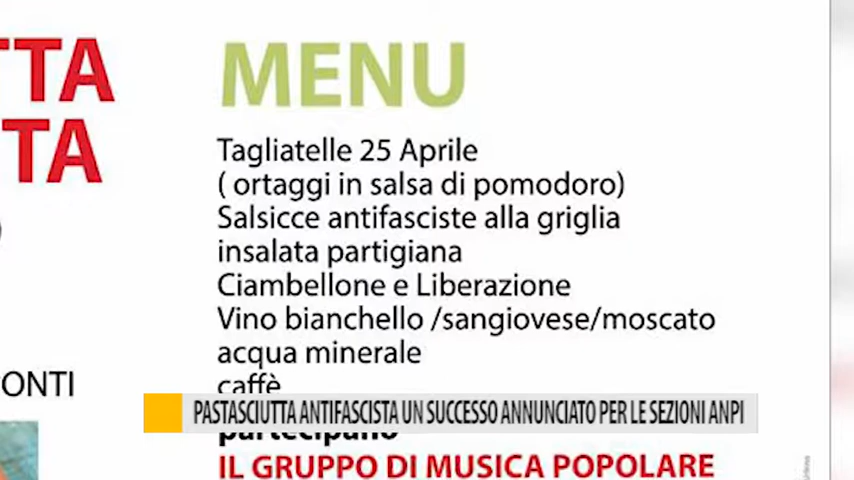 TTA
TA
ONTI
MENU
Tagliatelle 25 Aprile
( ortaggi in salsa di pomodoro)
Salsicce antifasciste alla griglia
insalata partigiana
Ciambellone e Liberazione
Vino bianchello /sangiovese/moscato
acqua minerale
caffè
PASTASCIUTTA ANTIFASCISTA UN SUCCESSO ANNUNCIATO PER LE SEZIONI ANPI
partecipano
IL GRUPPO DI MUSICA POPOLARE